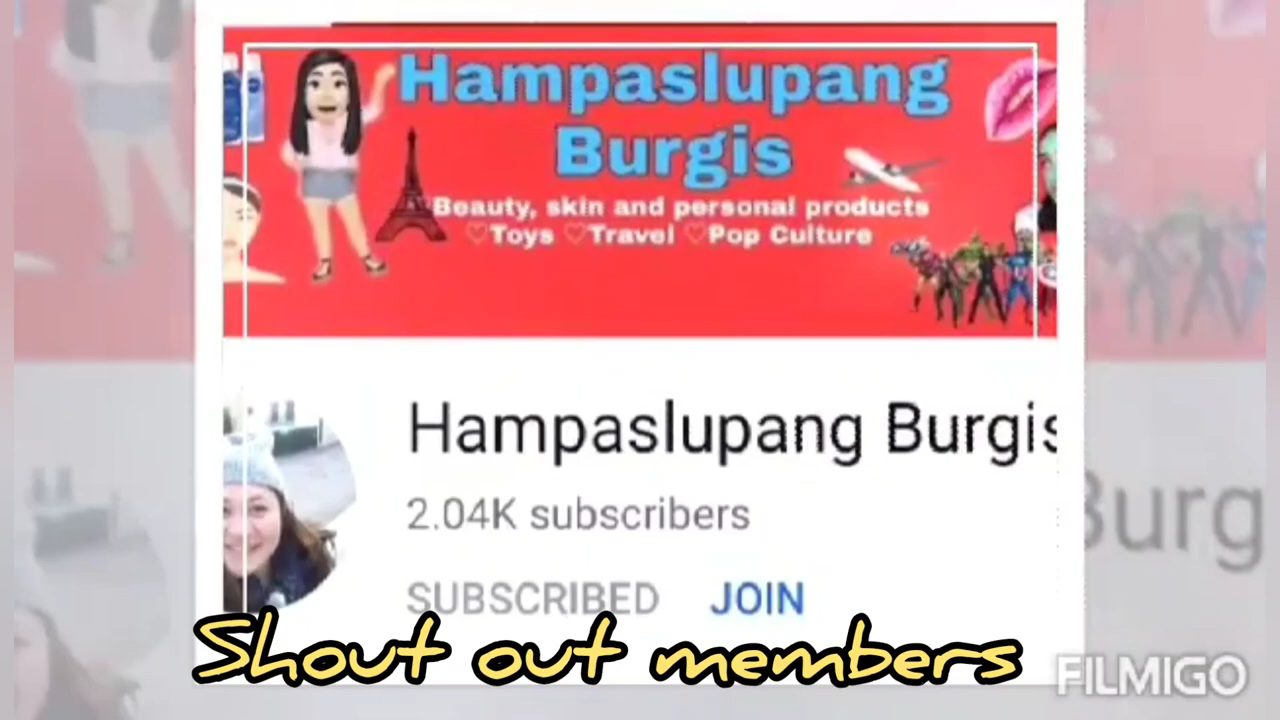 Hampaslupang
Burgis
Beauty, skin and personal products
♡Toys ♡Travel ♡Pop Culture
Hampaslupang Burgis
Burg
2.04K subscribers
SUBSCRIBED JOIN
Shout out members
FILMIGO